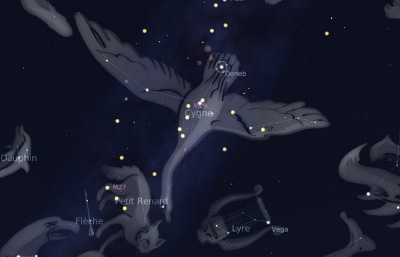 Deneb
Cygne
Dauphin
M27
Petit Renard
Flèche
Lyre
Vega